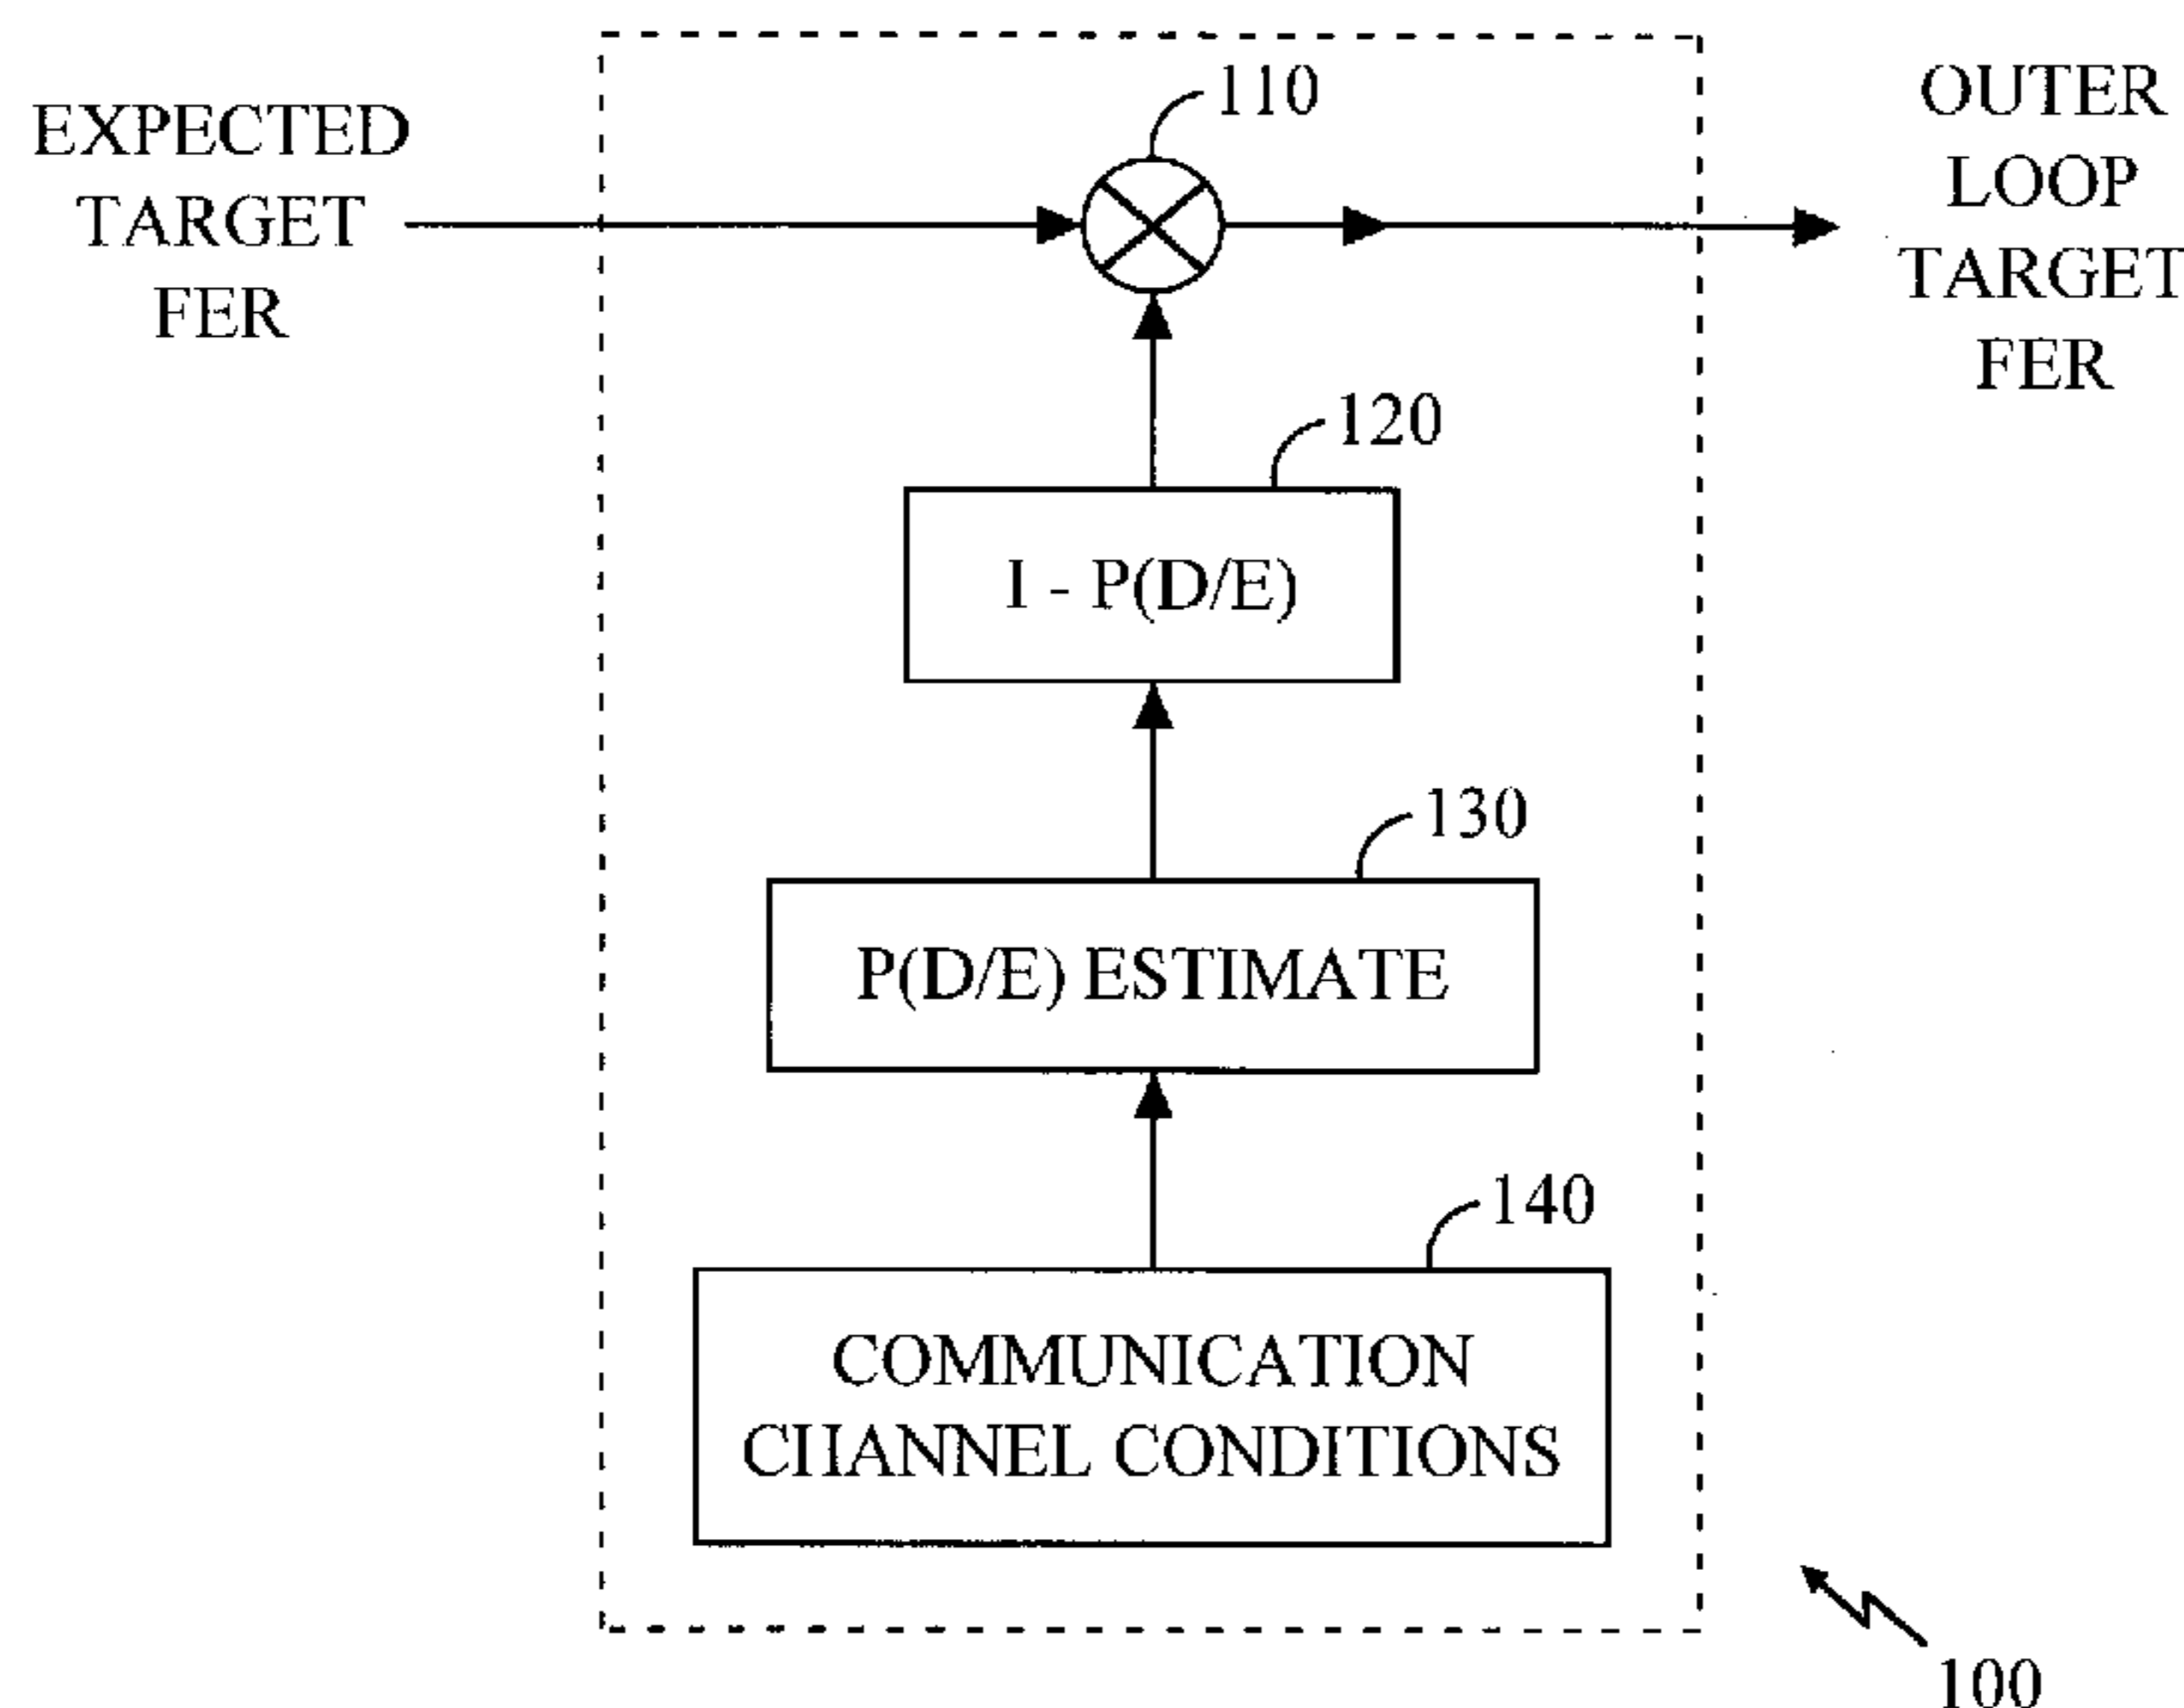 EXPECTED
TARGET
FER
110
OUTER
LOOP
TARGET
FER
120
I - P(D/E)
130
P(D/E) ESTIMATE
140
COMMUNICATION
CHANNEL CONDITIONS
100